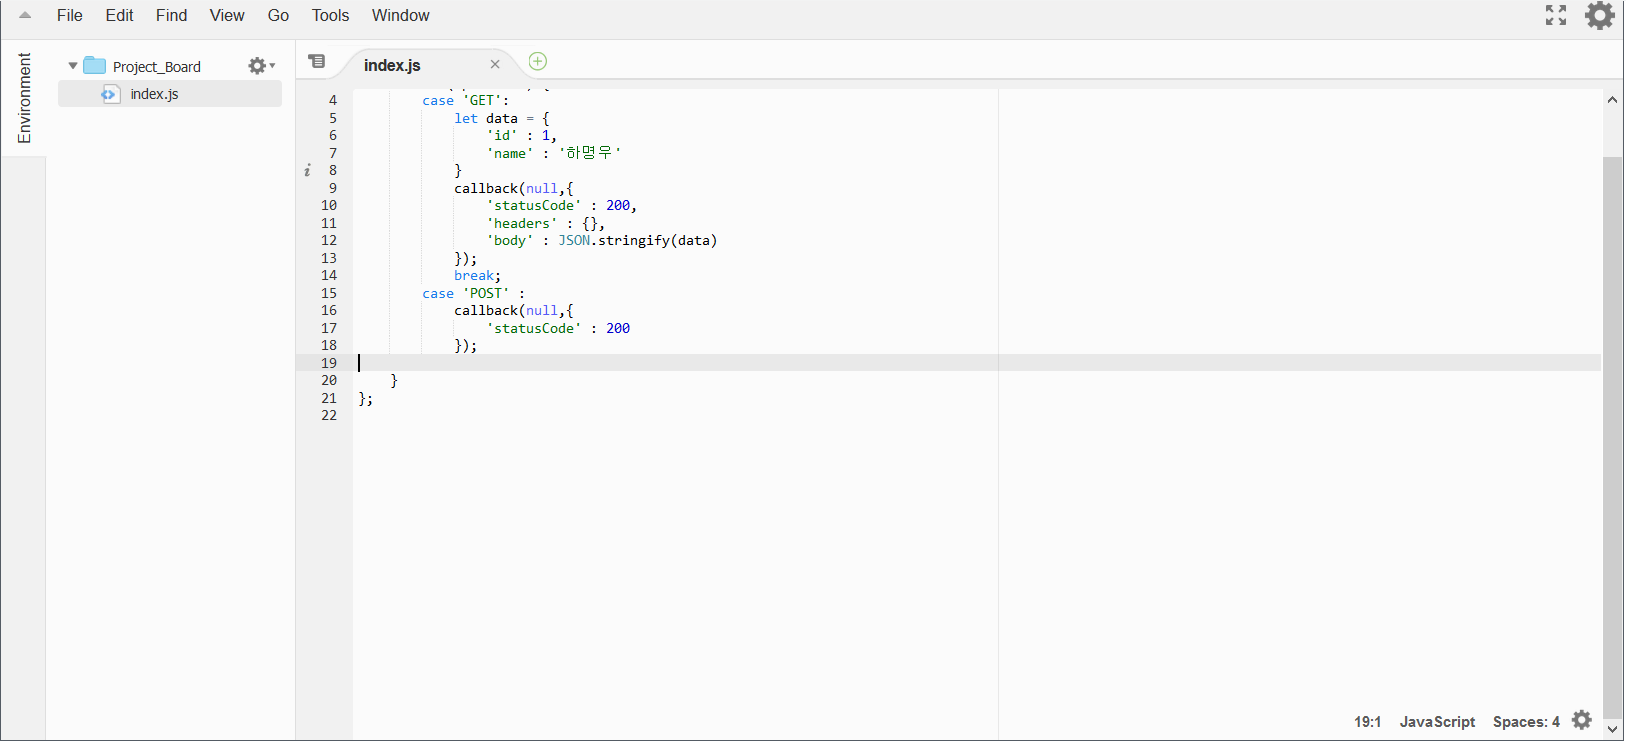 File Edit Find View Go Tools Window
Environment
Project_Board
index.js
index.js
4 case 'GET':
5 let data = {
6 'id' : 1,
7 'name' : '하명우'
8 }
9 callback(null,{
10 'statusCode' : 200,
11 'headers' : {},
12 'body' : JSON.stringify(data)
13 });
14 break;
15 case 'POST' :
16 callback(null,{
17 'statusCode' : 200
18 });
19
20 }
21 };
22
19:1 JavaScript Spaces: 4